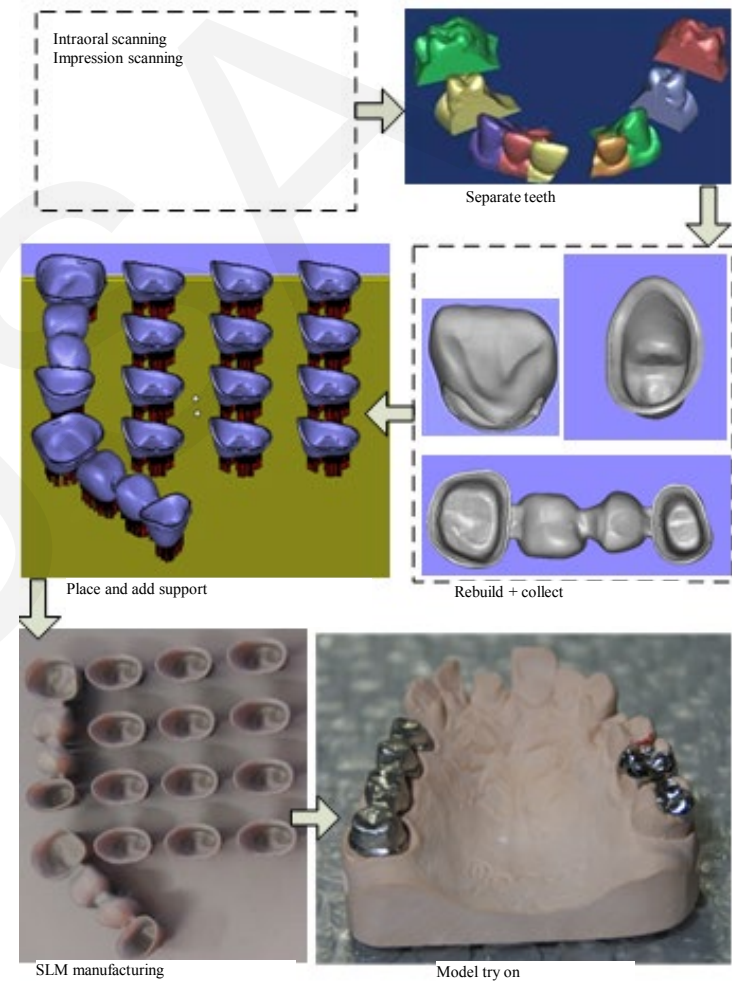 Intraoral scanning
Impression scanning
Separate teeth
Place and add support
Rebuild + collect
SLM manufacturing
Model try on